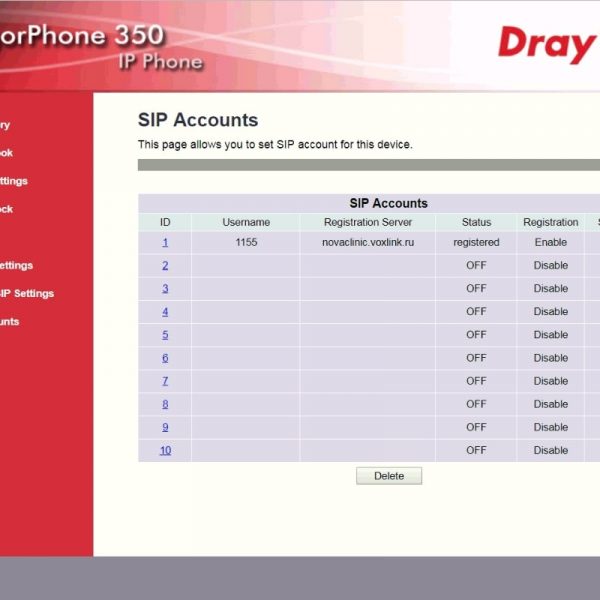 orPhone 350
IP Phone
Dray
ry
ok
ttings
ck
ettings
IP Settings
unts
SIP Accounts
This page allows you to set SIP account for this device.
SIP Accounts
ID Username Registration Server Status Registration S
1 1155 novaclinic.voxlink.ru registered Enable
2 OFF Disable
3 OFF Disable
4 OFF Disable
5 OFF Disable
6 OFF Disable
7 OFF Disable
8 OFF Disable
9 OFF Disable
10 OFF Disable
Delete